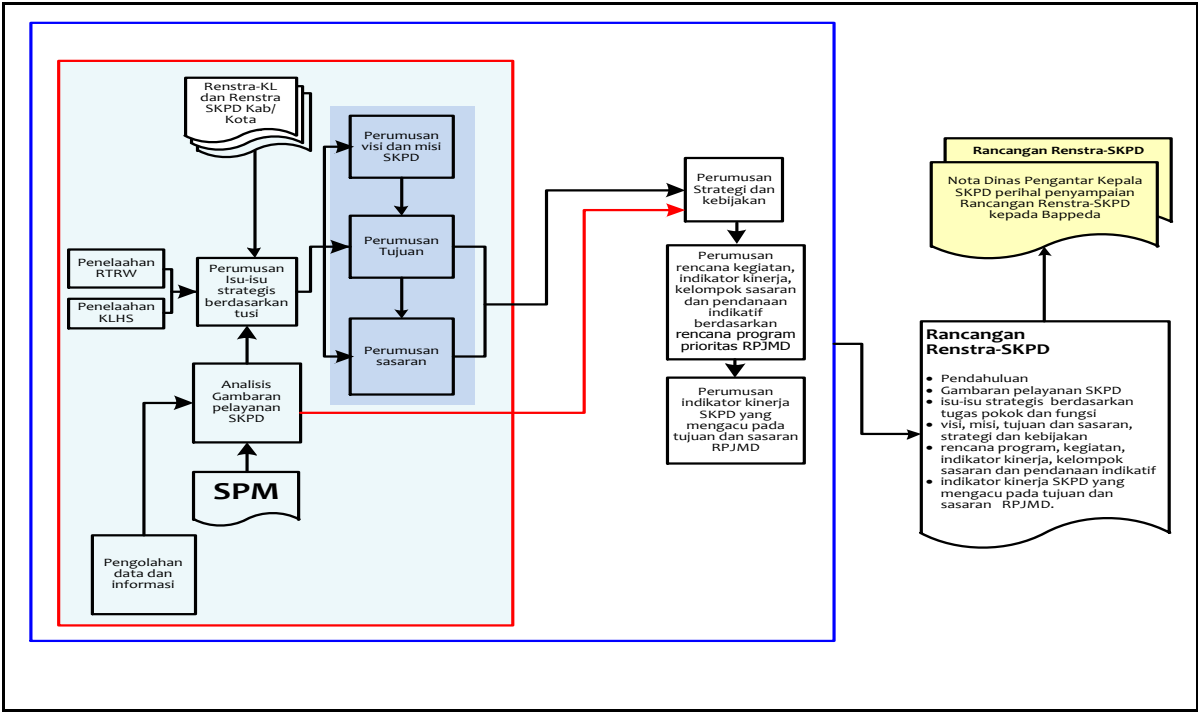 Renstra-KL
dan Renstra
SKPD Kab/
Kota
Perumusan
visi dan misi
SKPD
Perumusan
Tujuan
Perumusan
sasaran
Penelaahan
RTRW
Penelaahan
KLHS
Perumusan
Isu-isu
strategis
berdasarkan
tusi
Analisis
Gambaran
pelayanan
SKPD
SPM
Pengolahan
data dan
informasi
Perumusan
Strategi dan
kebijakan
Perumusan
rencana kegiatan,
indikator kinerja,
kelompok sasaran
dan pendanaan
indikatif
berdasarkan
rencana program
prioritas RPJMD
Perumusan
indikator kinerja
SKPD yang
mengacu pada
tujuan dan sasaran
RPJMD
Rancangan Renstra-SKPD
Nota Dinas Pengantar Kepala
SKPD perihal penyampaian
Rancangan Renstra-SKPD
kepada Bappeda
Rancangan
Renstra-SKPD
• Pendahuluan
• Gambaran pelayanan SKPD
• isu-isu strategis berdasarkan
tugas pokok dan fungsi
• visi, misi, tujuan dan sasaran,
strategi dan kebijakan
• rencana program, kegiatan,
indikator kinerja, kelompok
sasaran dan pendanaan indikatif
• indikator kinerja SKPD yang
mengacu pada tujuan dan
sasaran RPJMD.